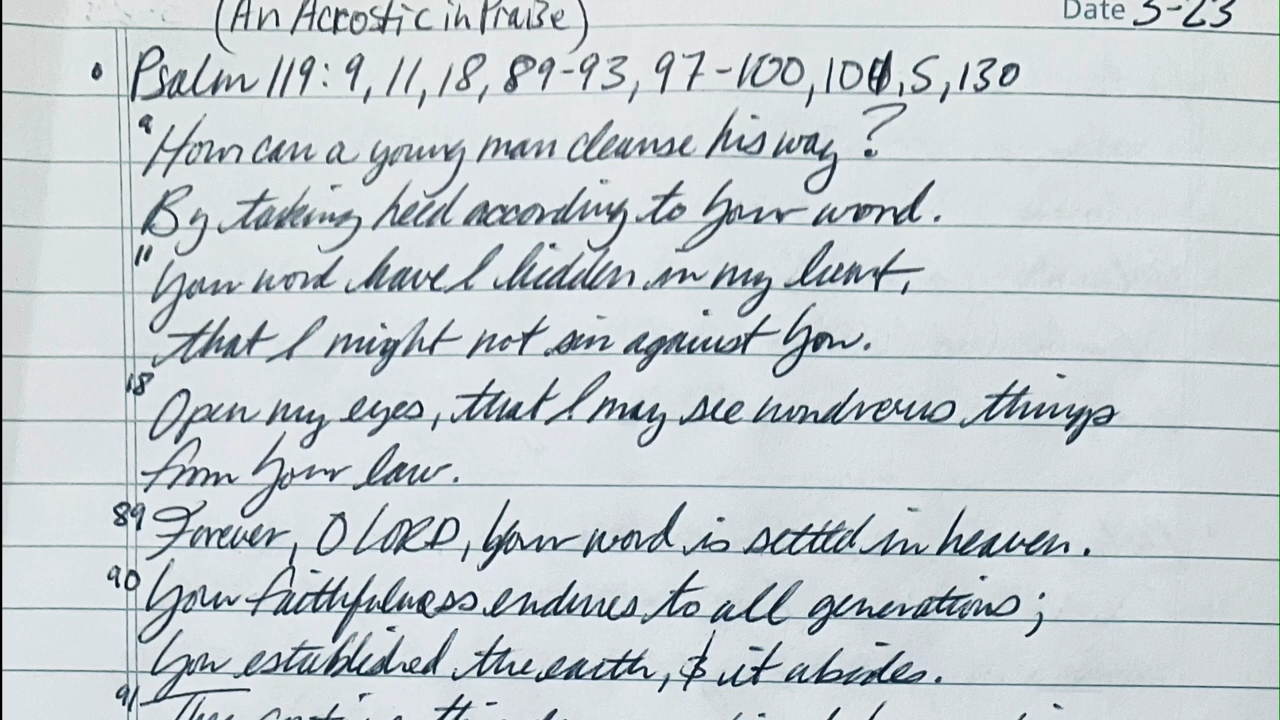 (An Acrostic in Praise)
Date 3-23
• Psalm 119: 9, 11, 18, 89-93, 97-100, 104, 5, 130
9 How can a young man cleanse his way?
By taking heed according to Your word.
11 Your word have I hidden in my heart,
that I might not sin against You.
18 Open my eyes, that I may see wondrous things
from Your law.
89 Forever, O LORD, Your word is settled in heaven.
90 Your faithfulness endures to all generations;
You established the earth, & it abides.
91